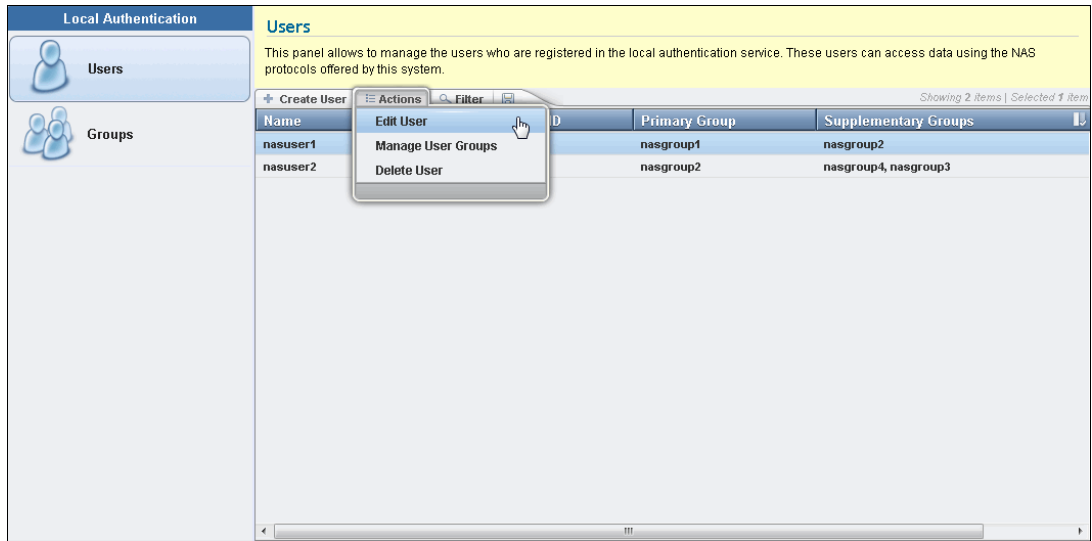 Local Authentication
Users
Groups
Users
This panel allows to manage the users who are registered in the local authentication service. These users can access data using the NAS
protocols offered by this system.
Create User Actions Filter Showing 2 items | Selected 1 item
Name D Primary Group Supplementary Groups
Edit User
Manage User Groups
Delete User
nasuser1 nasgroup1 nasgroup2
nasuser2 nasgroup2 nasgroup4, nasgroup3